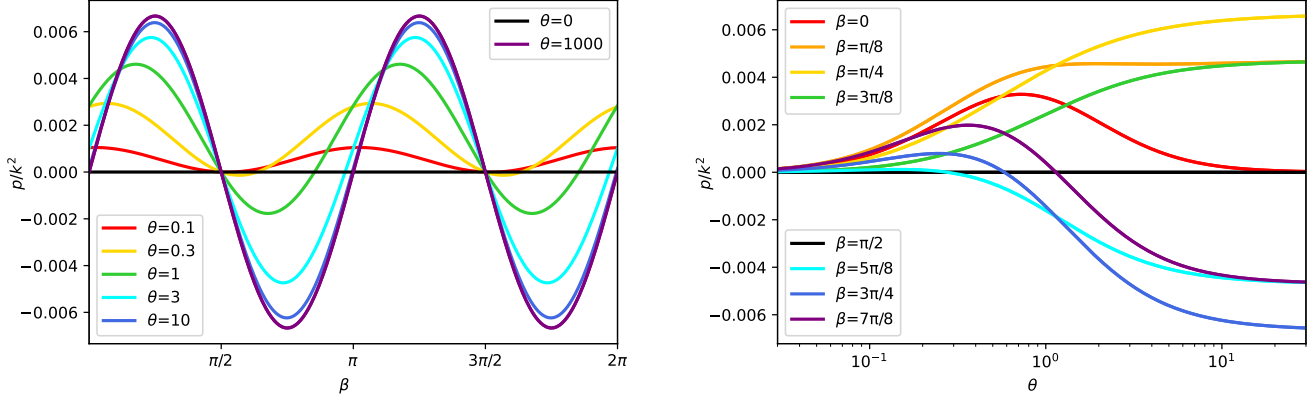 0.006
0.004
0.002
0.000
−0.002
−0.004
−0.006
p/k²
π/2
π
3π/2
2π
β
θ=0
θ=1000
θ=0.1
θ=0.3
θ=1
θ=3
θ=10
0.006
0.004
0.002
0.000
−0.002
−0.004
−0.006
p/k²
10⁻¹
10⁰
10¹
θ
β=0
β=π/8
β=π/4
β=3π/8
β=π/2
β=5π/8
β=3π/4
β=7π/8